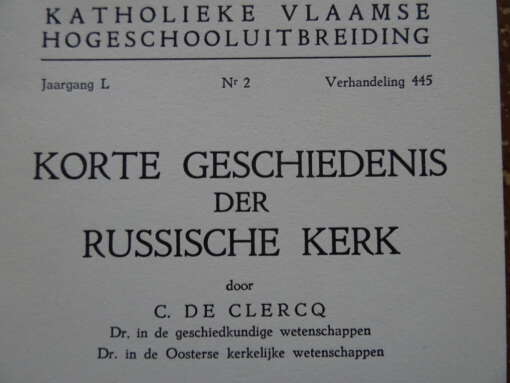 KATHOLIEKE VLAAMSE
HOGESCHOOLUITBREIDING
Jaargang L Nr 2 Verhandeling 445
KORTE GESCHIEDENIS
DER
RUSSISCHE KERK
door
C. DE CLERCQ
Dr. in de geschiedkundige wetenschappen
Dr. in de Oosterse kerkelijke wetenschappen